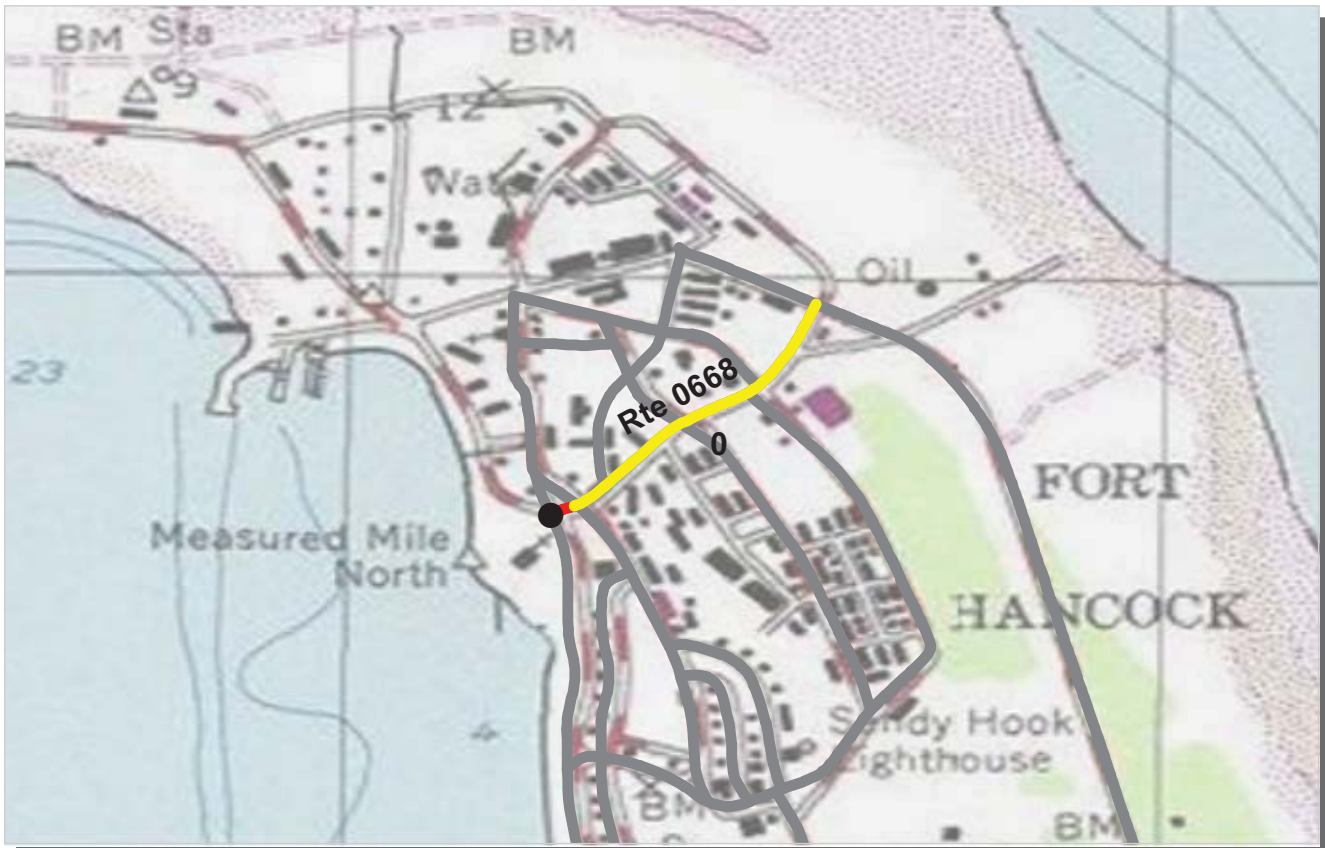 BM
Sta
BM
9
12
Wat
Oil
23
Rte 0668
0
FORT
HANCOCK
Measured Mile
North
4
Sandy Hook
Lighthouse
BM
BM